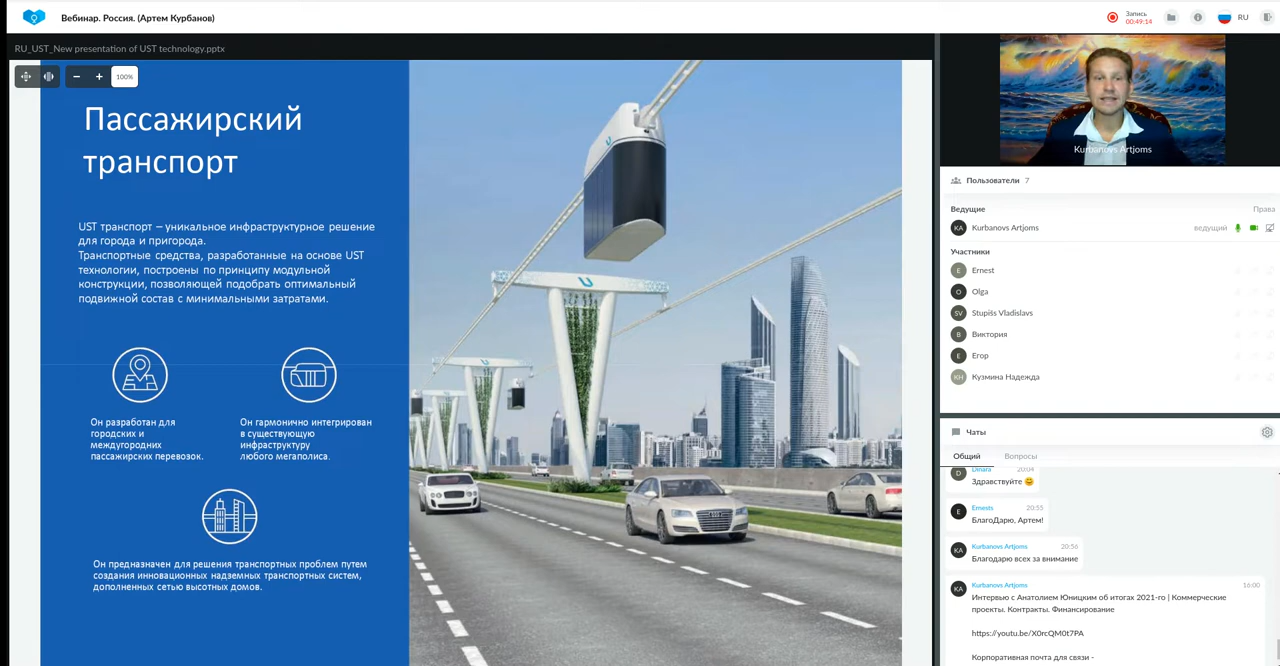 Вебинар. Россия. (Артем Курбанов)
Запись
00:49:14
RU
RU_UST_New presentation of UST technology.pptx
100%
Пассажирский
транспорт
UST транспорт – уникальное инфраструктурное решение
для города и пригорода.
Транспортные средства, разработанные на основе UST
технологии, построены по принципу модульной
конструкции, позволяющей подобрать оптимальный
подвижной состав с минимальными затратами.
Он разработан для
городских и
междугородних
пассажирских перевозок.
Он гармонично интегрирован
в существующую
инфраструктуру
любого мегаполиса.
Он предназначен для решения транспортных проблем путем
создания инновационных надземных транспортных систем,
дополненных сетью высотных домов.
Kurbanovs Artjoms
Пользователи 7
Ведущие
Права
KA
Kurbanovs Artjoms
ведущий
Участники
E
Ernest
O
Olga
SV
Stupišs Vladislavs
В
Виктория
Е
Егор
КН
Кузмина Надежда
Чаты
Общий
Вопросы
D
Dinara
20:04
Здравствуйте 😊
E
Ernests
20:55
БлагоДарю, Артем!
KA
Kurbanovs Artjoms
20:56
Благодарю всех за внимание
KA
Kurbanovs Artjoms
16:00
Интервью с Анатолием Юницким об итогах 2021-го | Коммерческие
проекты. Контракты. Финансирование
https://youtu.be/X0rcQM0t7PA
Корпоративная почта для связи -